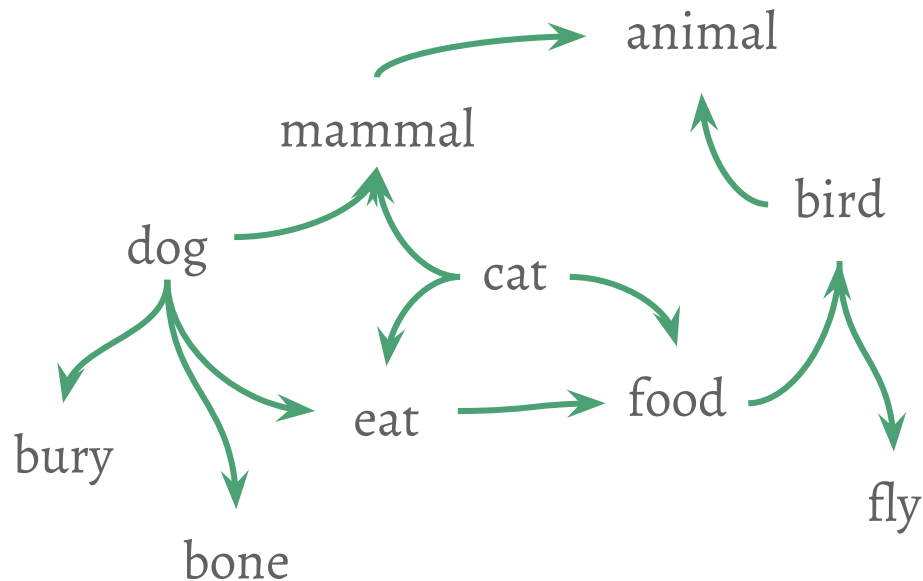 animal
mammal
bird
dog
cat
food
eat
bury
fly
bone